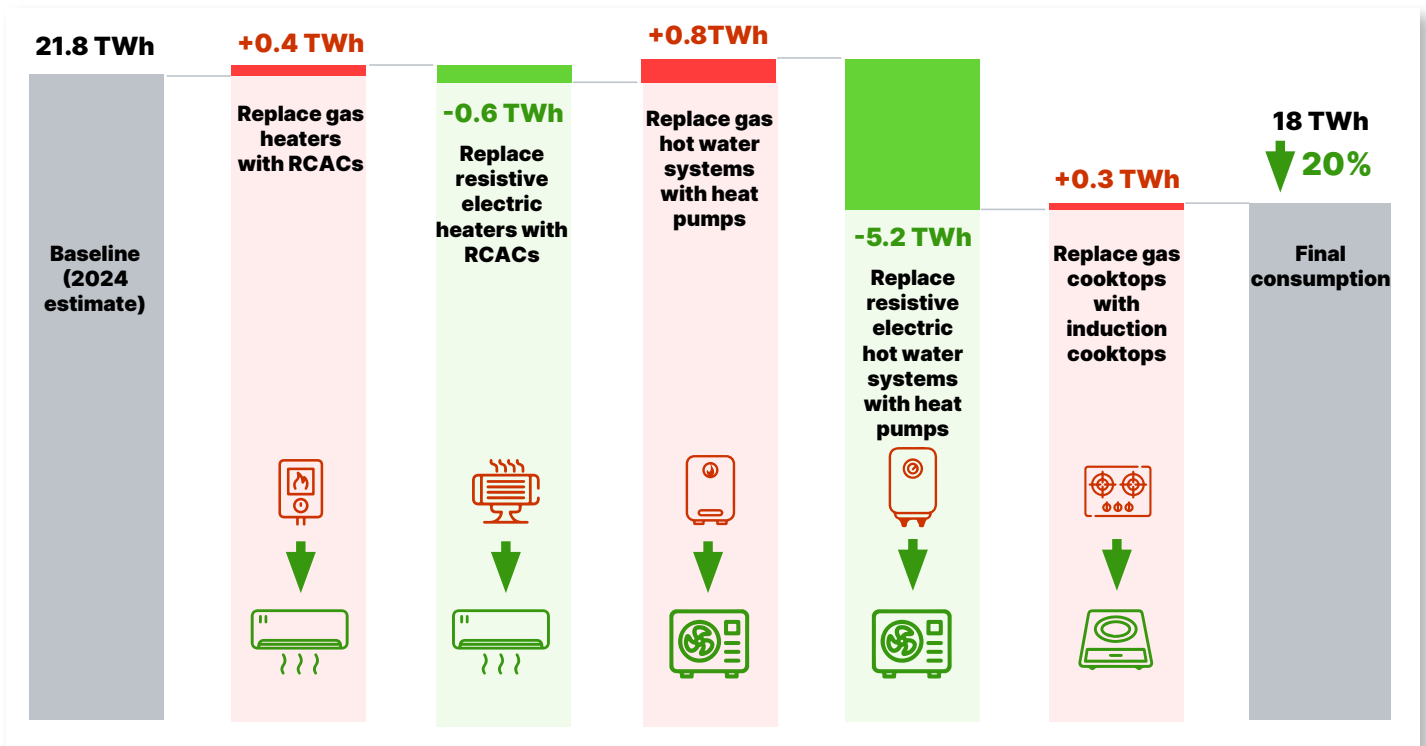 21.8 TWh
Baseline
(2024
estimate)
+0.4 TWh
Replace gas
heaters
with RCACs
-0.6 TWh
Replace
resistive
electric
heaters with
RCACs
+0.8TWh
Replace gas
hot water
systems
with heat
pumps
-5.2 TWh
Replace
resistive
electric
hot water
systems
with heat
pumps
+0.3 TWh
Replace gas
cooktops
with
induction
cooktops
18 TWh
20%
Final
consumption